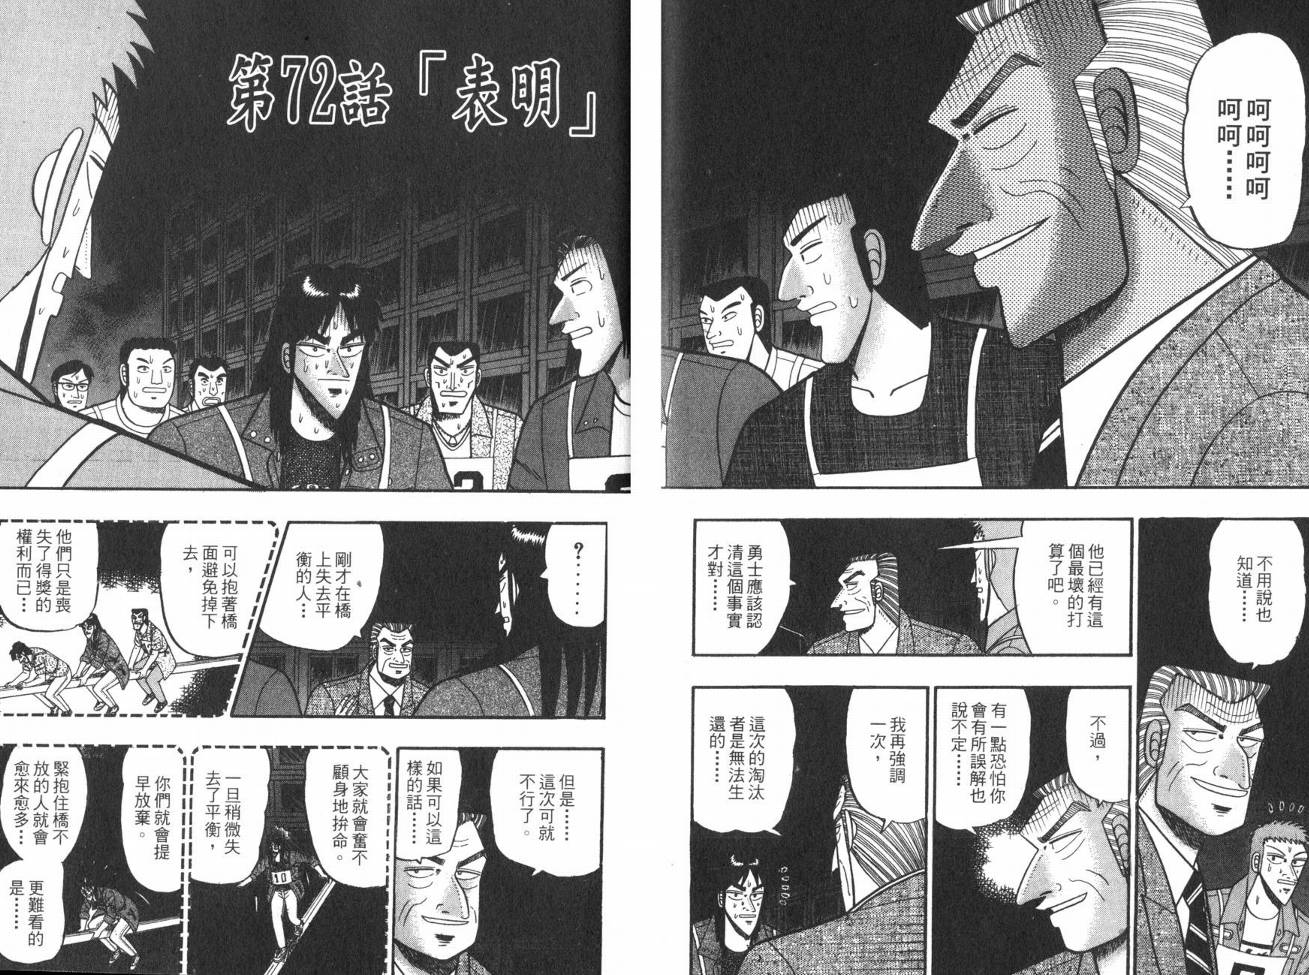 呵呵呵呵
呵呵……
不用說也
知道……
他已經有這
個最壞的打
算了吧。
勇士應該認
清這個事實
才對……
不過，
有一點恐怕你
會有所誤解也
說不定……
我再強調
一次，
這次的淘汰
者是無法生
還的……
第72話「表明」
？……
剛才在橋
上失去平
衡的人…
可以抱著橋
面避免掉下
去，
他們只是喪
失了得獎的
權利而已…
但是……
這次可就
不行了。
如果可以這
樣的話……
大家就會奮不
顧身地拚命。
一旦稍微失
去了平衡，
10
你們就會提
早放棄。
緊抱住橋不
放的人就會
愈來愈多…
更難看的
是……